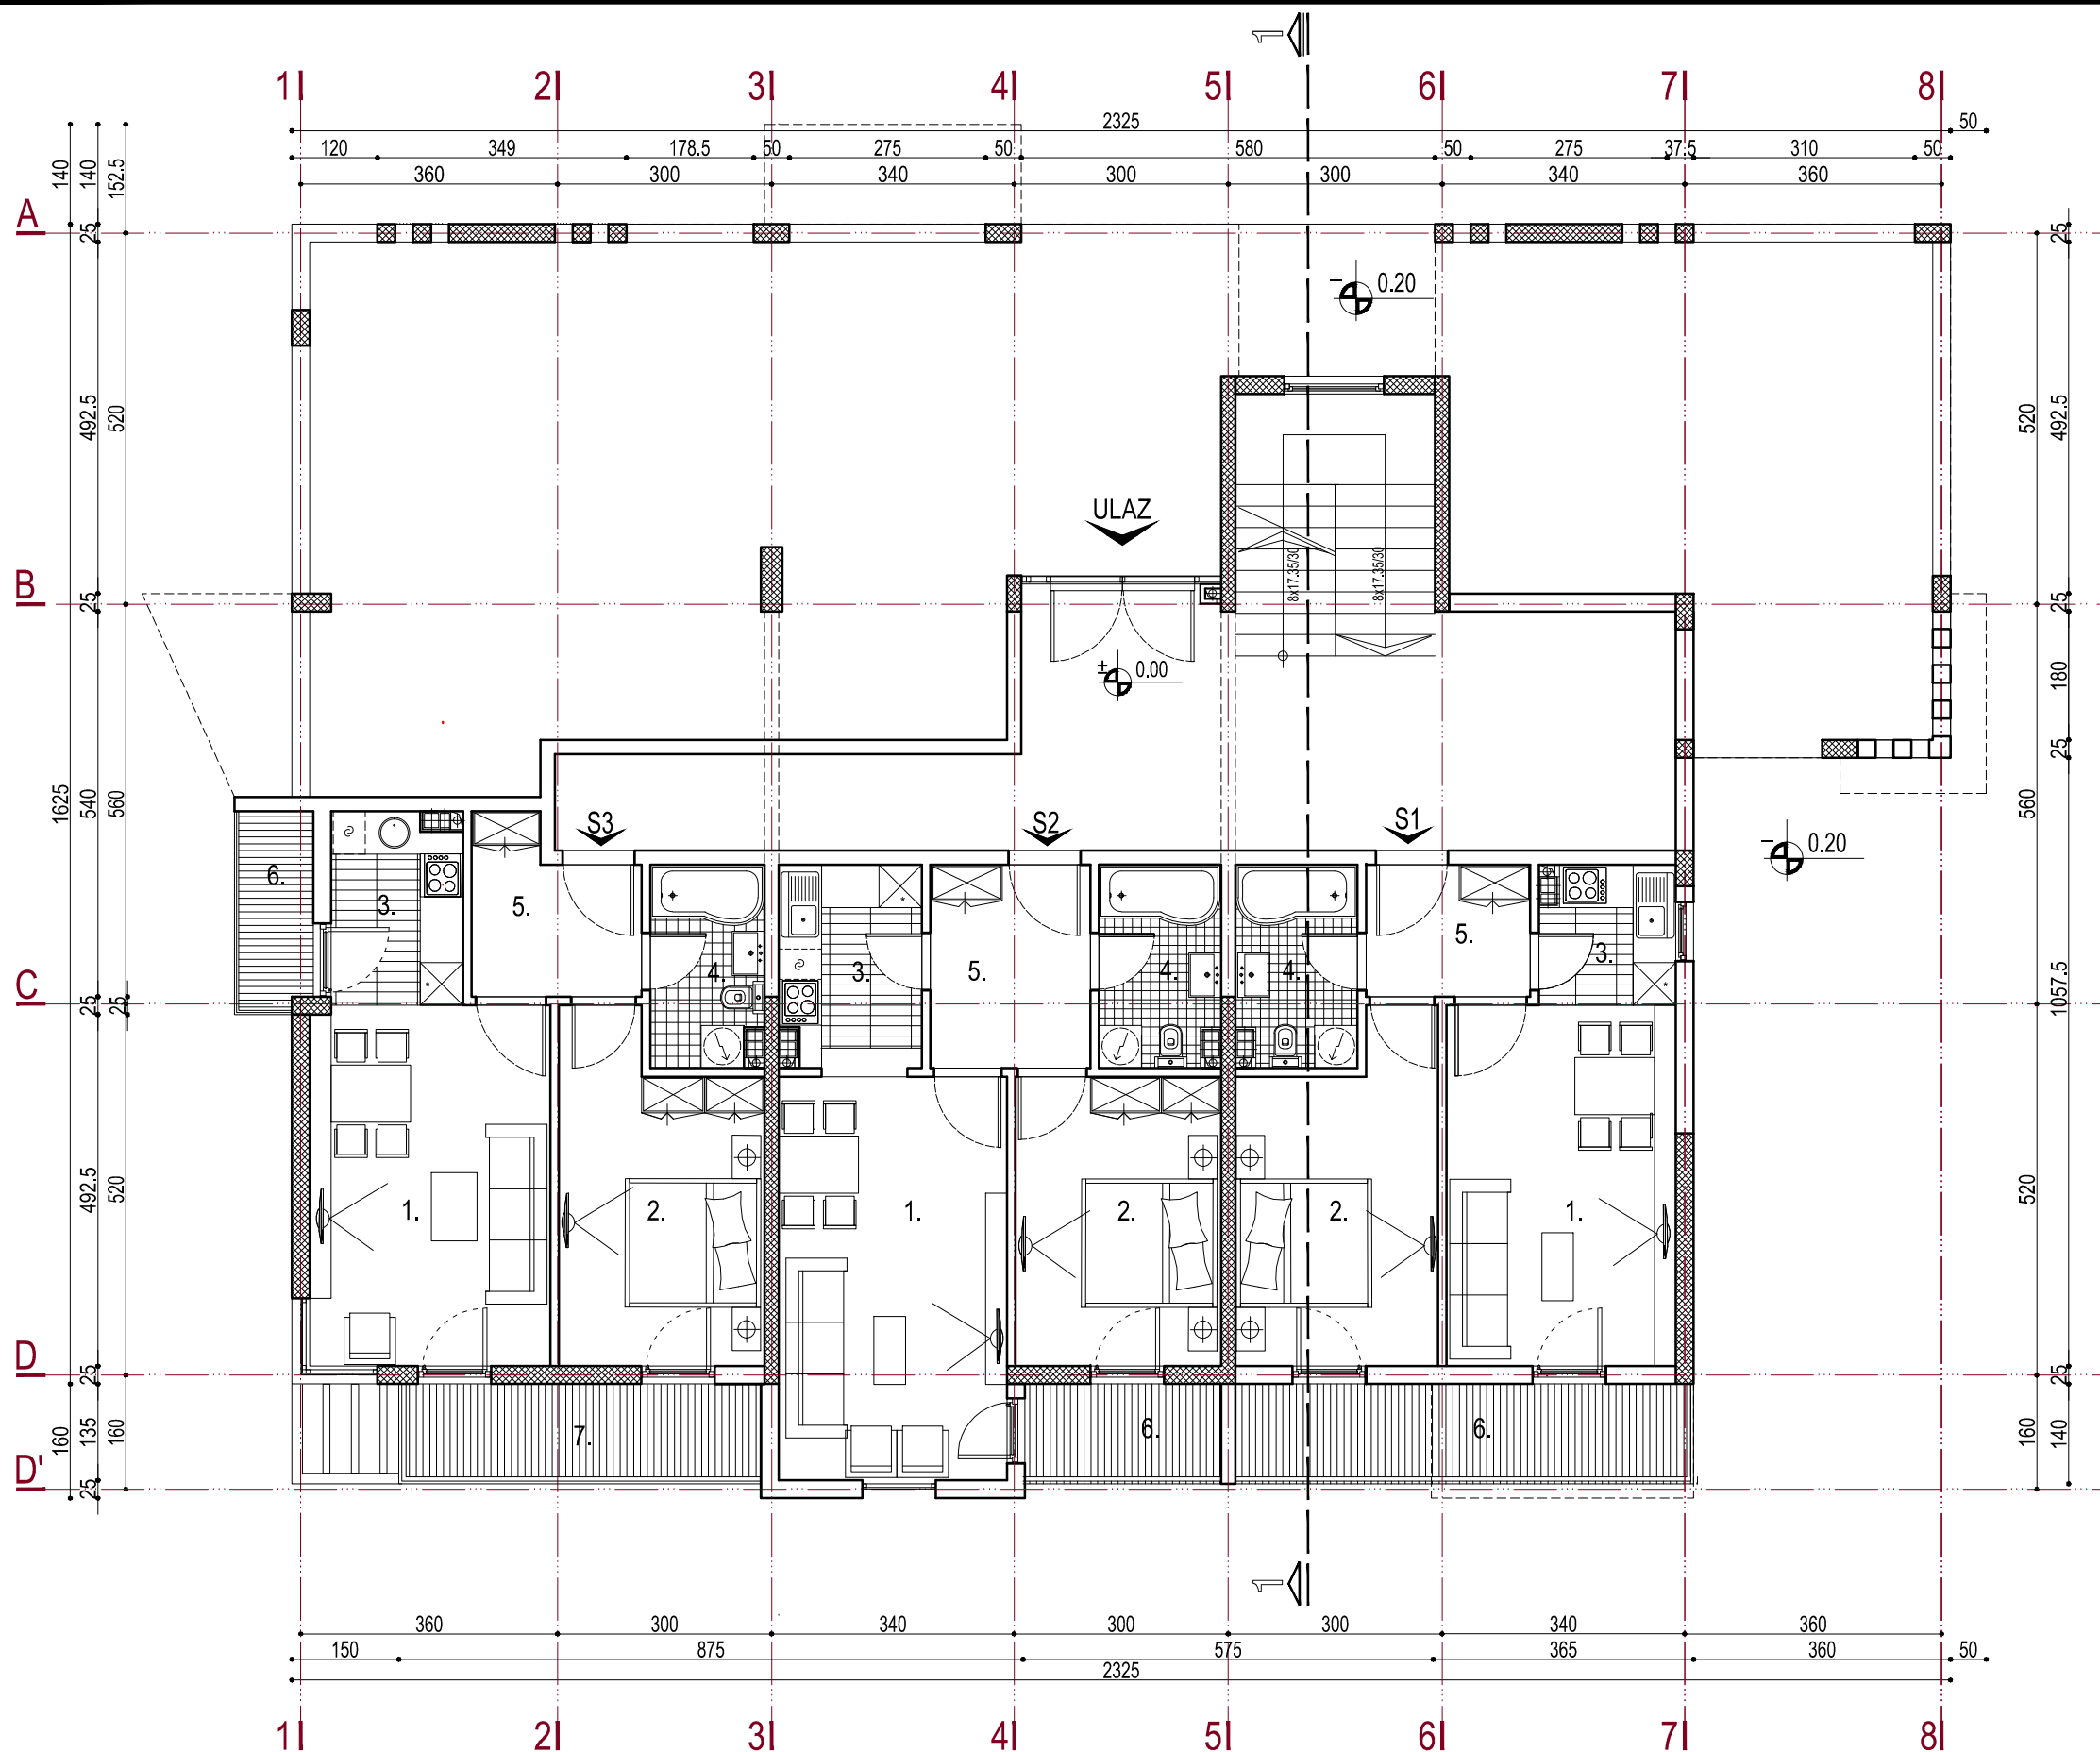 1
1 2 3 4 5 6 7 8
2325 50
120 349 178.5 50 275 50 580 50 275 37.5 310 50
360 300 340 300 300 340 360
140 140 152.5
A
25 25
− 0.20
492.5 520
520 492.5
ULAZ
8x17.35/30 8x17.35/30
B
25 25
± 0.00
180
25
1625 540 560
560
S3 S2 S1
− 0.20
6. 3. 5. 4. 3. 5. 4. 4. 5. 3.
C
25 25
1057.5
492.5 520
520
1. 2. 1. 2. 2. 1.
D
25 25
160 135 160
160 140
7. 6. 6.
D'
25
1
360 300 340 300 300 340 360
150 875 575 365 360 50
2325
1 2 3 4 5 6 7 8